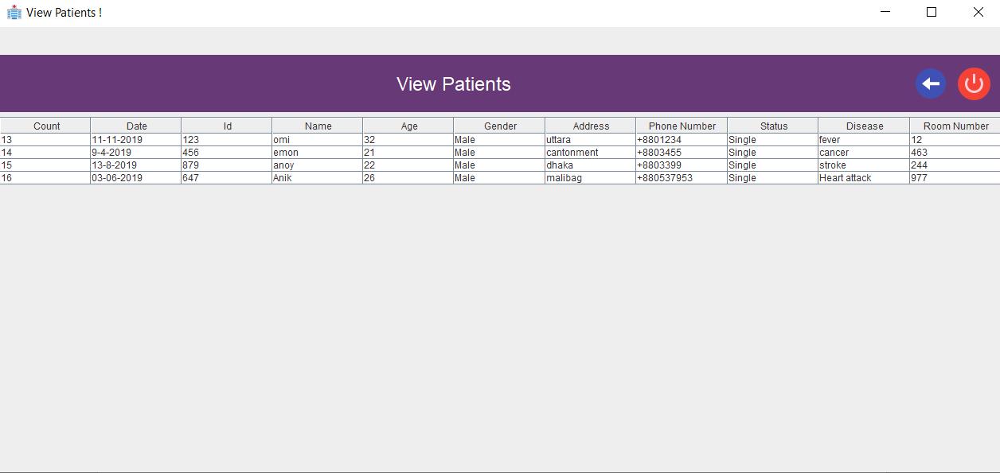 View Patients !
View Patients
Count Date Id Name Age Gender Address Phone Number Status Disease Room Number
13 11-11-2019 123 omi 32 Male uttara +8801234 Single fever 12
14 9-4-2019 456 emon 21 Male cantonment +8803455 Single cancer 463
15 13-8-2019 879 anoy 22 Male dhaka +8803399 Single stroke 244
16 03-06-2019 647 Anik 26 Male malibag +880537953 Single Heart attack 977